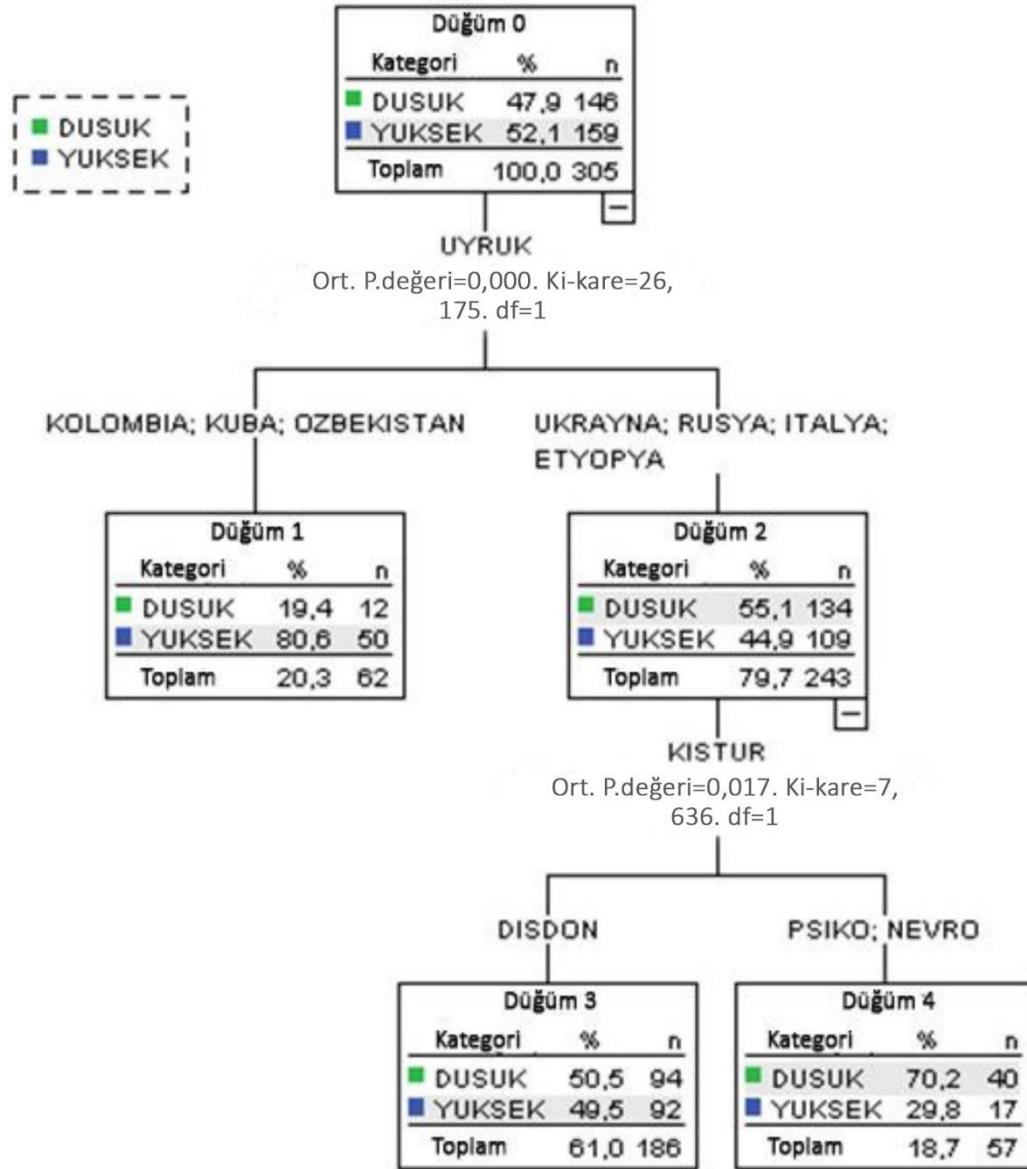 Düğüm 0
Kategori % n
DUSUK 47,9 146
YUKSEK 52,1 159
Toplam 100,0 305
DUSUK
YUKSEK
UYRUK
Ort. P.değeri=0,000. Ki-kare=26,
175. df=1
KOLOMBIA; KUBA; OZBEKISTAN
UKRAYNA; RUSYA; ITALYA;
ETYOPYA
Düğüm 1
Kategori % n
DUSUK 19,4 12
YUKSEK 80,6 50
Toplam 20,3 62
Düğüm 2
Kategori % n
DUSUK 55,1 134
YUKSEK 44,9 109
Toplam 79,7 243
KISTUR
Ort. P.değeri=0,017. Ki-kare=7,
636. df=1
DISDON
PSIKO; NEVRO
Düğüm 3
Kategori % n
DUSUK 50,5 94
YUKSEK 49,5 92
Toplam 61,0 186
Düğüm 4
Kategori % n
DUSUK 70,2 40
YUKSEK 29,8 17
Toplam 18,7 57